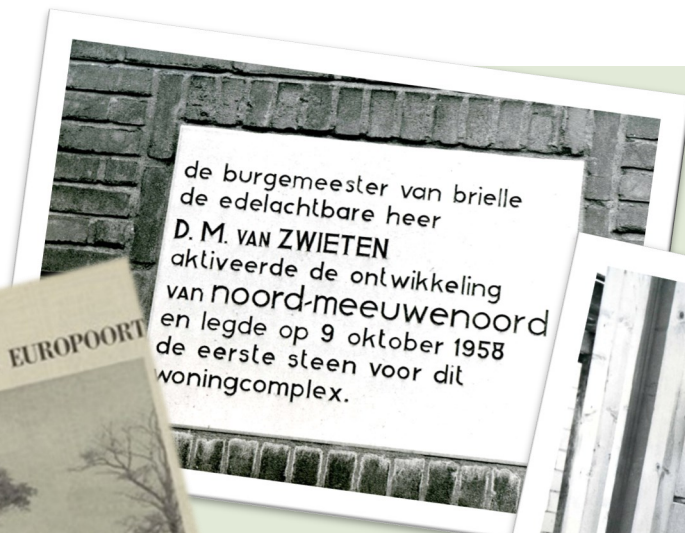 de burgemeester van brielle
de edelachtbare heer
D. M. VAN ZWIETEN
aktiveerde de ontwikkeling
van noord-meeuwenoord
en legde op 9 oktober 1958
de eerste steen voor dit
woningcomplex.
EUROPOORT